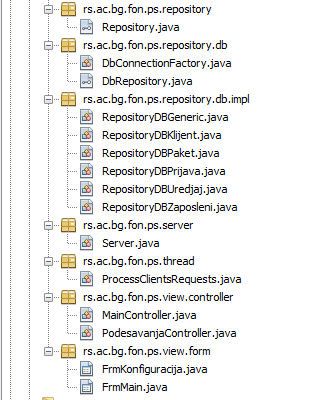 rs.ac.bg.fon.ps.repository
Repository.java
rs.ac.bg.fon.ps.repository.db
DbConnectionFactory.java
DbRepository.java
rs.ac.bg.fon.ps.repository.db.impl
RepositoryDBGeneric.java
RepositoryDBKlijent.java
RepositoryDBPaket.java
RepositoryDBPrijava.java
RepositoryDBUredjaj.java
RepositoryDBZaposleni.java
rs.ac.bg.fon.ps.server
Server.java
rs.ac.bg.fon.ps.thread
ProcessClientsRequests.java
rs.ac.bg.fon.ps.view.controller
MainController.java
PodesavanjaController.java
rs.ac.bg.fon.ps.view.form
FrmKonfiguracija.java
FrmMain.java